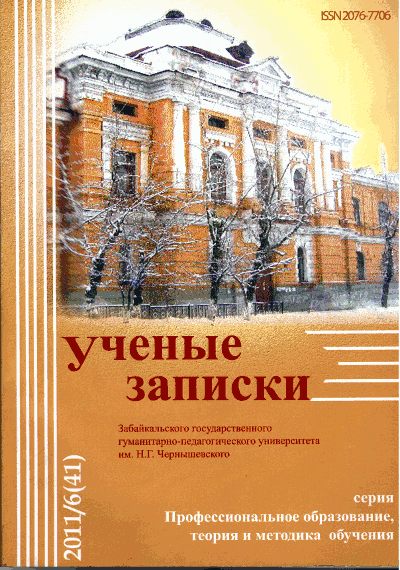 ISSN 2076-7706
Ученые
записки
Забайкальского государственного
гуманитарно-педагогического университета
им. Н.Г. Чернышевского
2011/6(41)
серия
Профессиональное образование,
теория и методика обучения